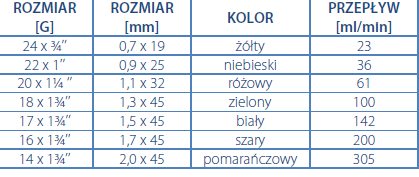 ROZMIAR ROZMIAR KOLOR PRZEPŁYW
[G] [mm] [ml/min]
24 x ¾” 0,7 x 19 żółty 23
22 x 1” 0,9 x 25 niebieski 36
20 x 1¼ ” 1,1 x 32 różowy 61
18 x 1¾” 1,3 x 45 zielony 100
17 x 1¾” 1,5 x 45 biały 142
16 x 1¾” 1,7 x 45 szary 200
14 x 1¾” 2,0 x 45 pomarańczowy 305